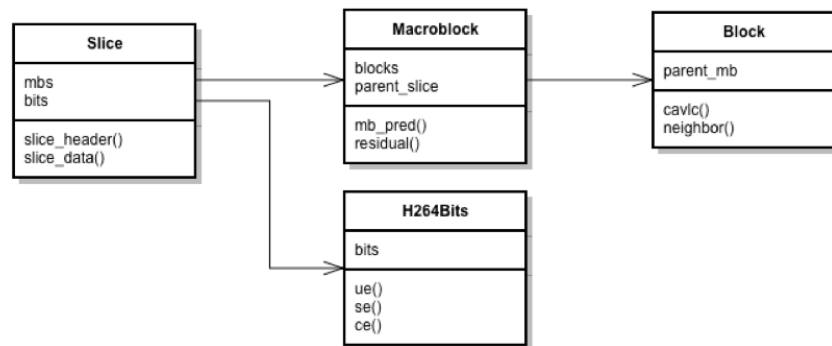 Slice
mbs
bits
slice_header()
slice_data()
Macroblock
blocks
parent_slice
mb_pred()
residual()
Block
parent_mb
cavlc()
neighbor()
H264Bits
bits
ue()
se()
ce()